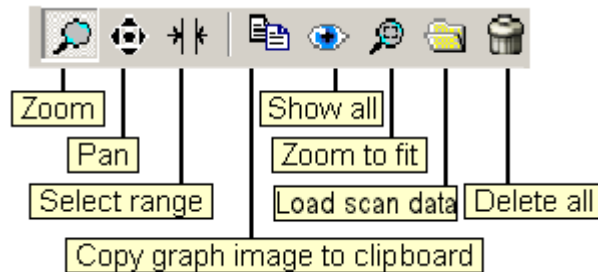 Zoom
Show all
Pan
Zoom to fit
Select range
Load scan data
Delete all
Copy graph image to clipboard